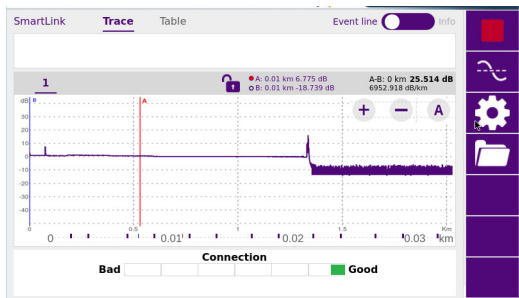 SmartLink Trace Table Event line Info
1 A: 0.01 km 6.775 dB A-B: 0 km 25.514 dB
B: 0.01 km -18.739 dB 6952.918 dB/km
dB B A + − A
30
20
10
0
-10
-20
-30
-40
0 0.5 1 1.5 Km
0 0.01 0.02 0.03 km
Connection
Bad Good